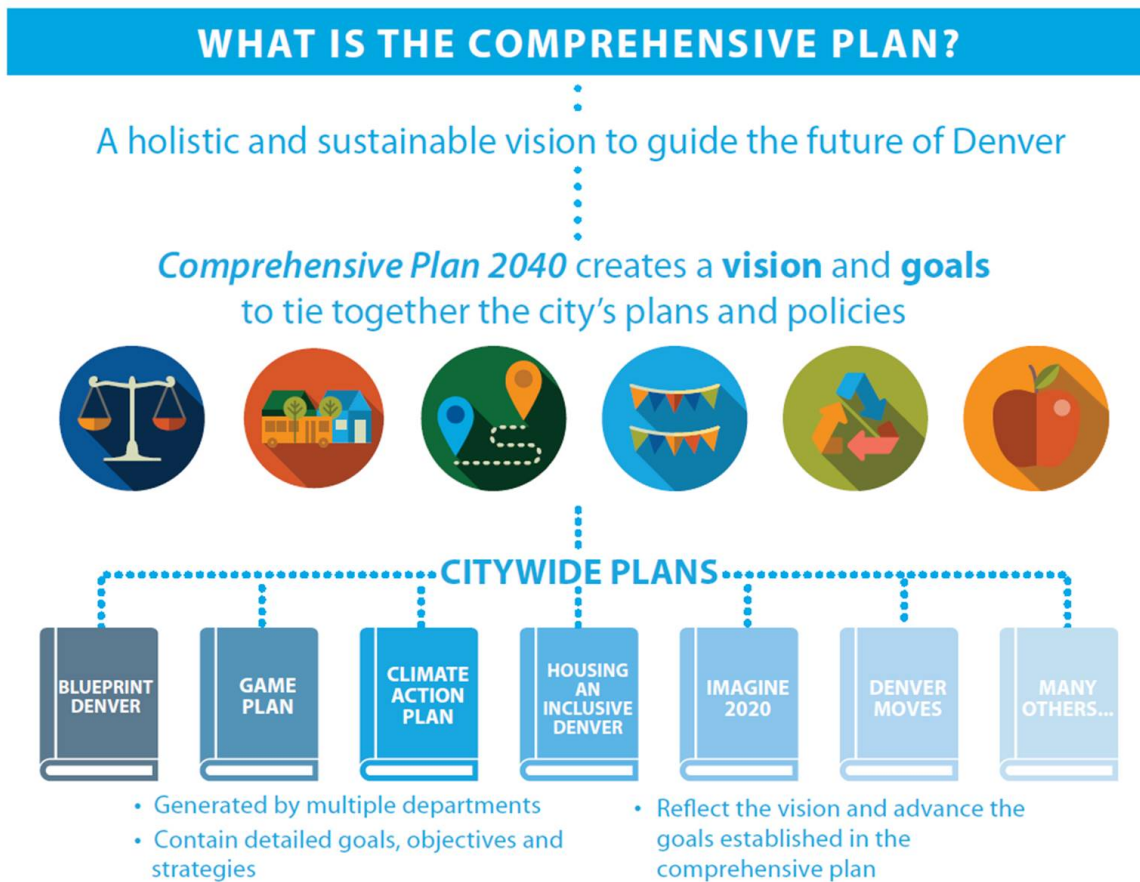 WHAT IS THE COMPREHENSIVE PLAN?
A holistic and sustainable vision to guide the future of Denver
Comprehensive Plan 2040 creates a vision and goals
to tie together the city's plans and policies
CITYWIDE PLANS
BLUEPRINT
DENVER
GAME
PLAN
CLIMATE
ACTION
PLAN
HOUSING
AN
INCLUSIVE
DENVER
IMAGINE
2020
DENVER
MOVES
MANY
OTHERS...
• Generated by multiple departments
• Contain detailed goals, objectives and
strategies
• Reflect the vision and advance the
goals established in the
comprehensive plan